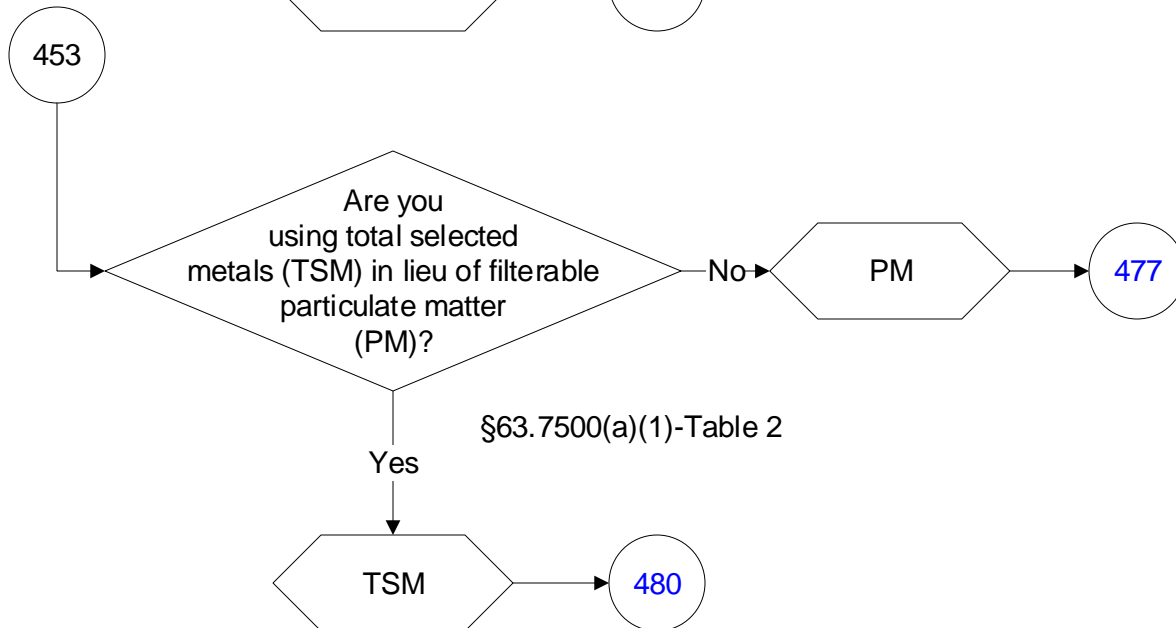 453
Are you
using total selected
metals (TSM) in lieu of filterable
particulate matter
(PM)?
No
PM
477
§63.7500(a)(1)-Table 2
Yes
TSM
480